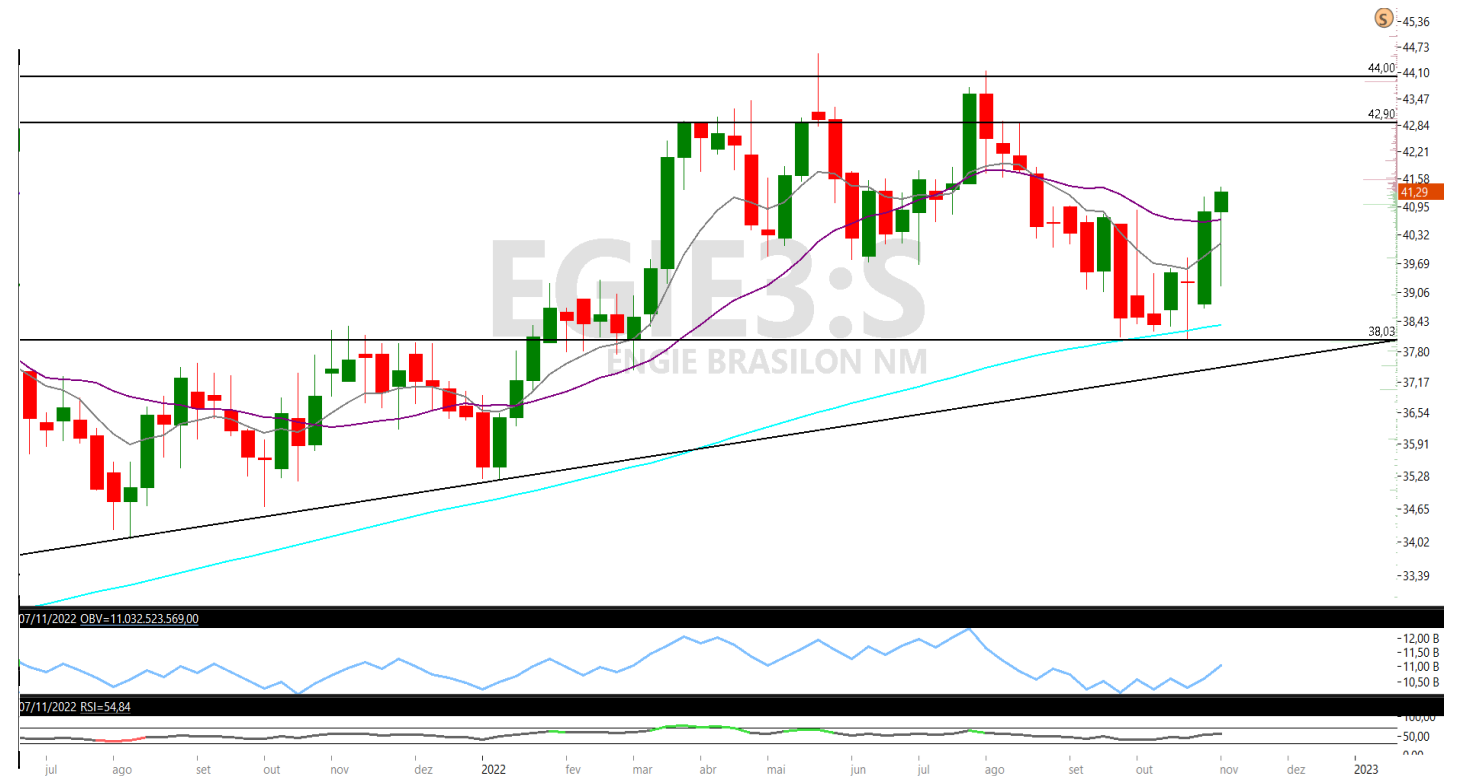 S
45,36
44,73
44,00
44,10
43,47
42,90
42,84
42,21
41,58
41,29
40,95
40,32
39,69
39,06
38,43
38,03
37,80
37,17
36,54
35,91
35,28
34,65
34,02
33,39
EGIE3:S
ENGIE BRASILON NM
07/11/2022 OBV=11.032.523.569,00
12,00 B
11,50 B
11,00 B
10,50 B
07/11/2022 RSI=54,84
100,00
50,00
0,00
jul ago set out nov dez 2022 fev mar abr mai jun jul ago set out nov dez 2023